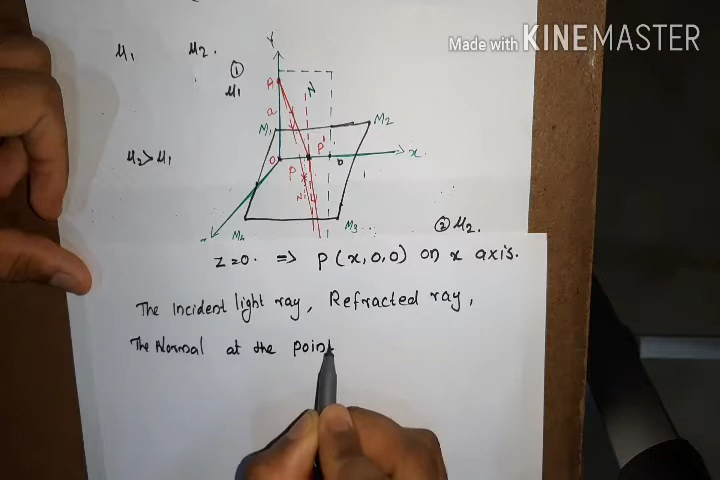 Made with KINEMASTER
μ₁ μ₂.
① μ₁
Y
A
a
N
M₁
M₂
μ₂>μ₁
O
P
P'
b
x
N'
M₄
M₃
② μ₂.
Z=0. ⇒ P(x,0,0) on x axis.
The Incident light ray, Refracted ray,
The Normal at the point